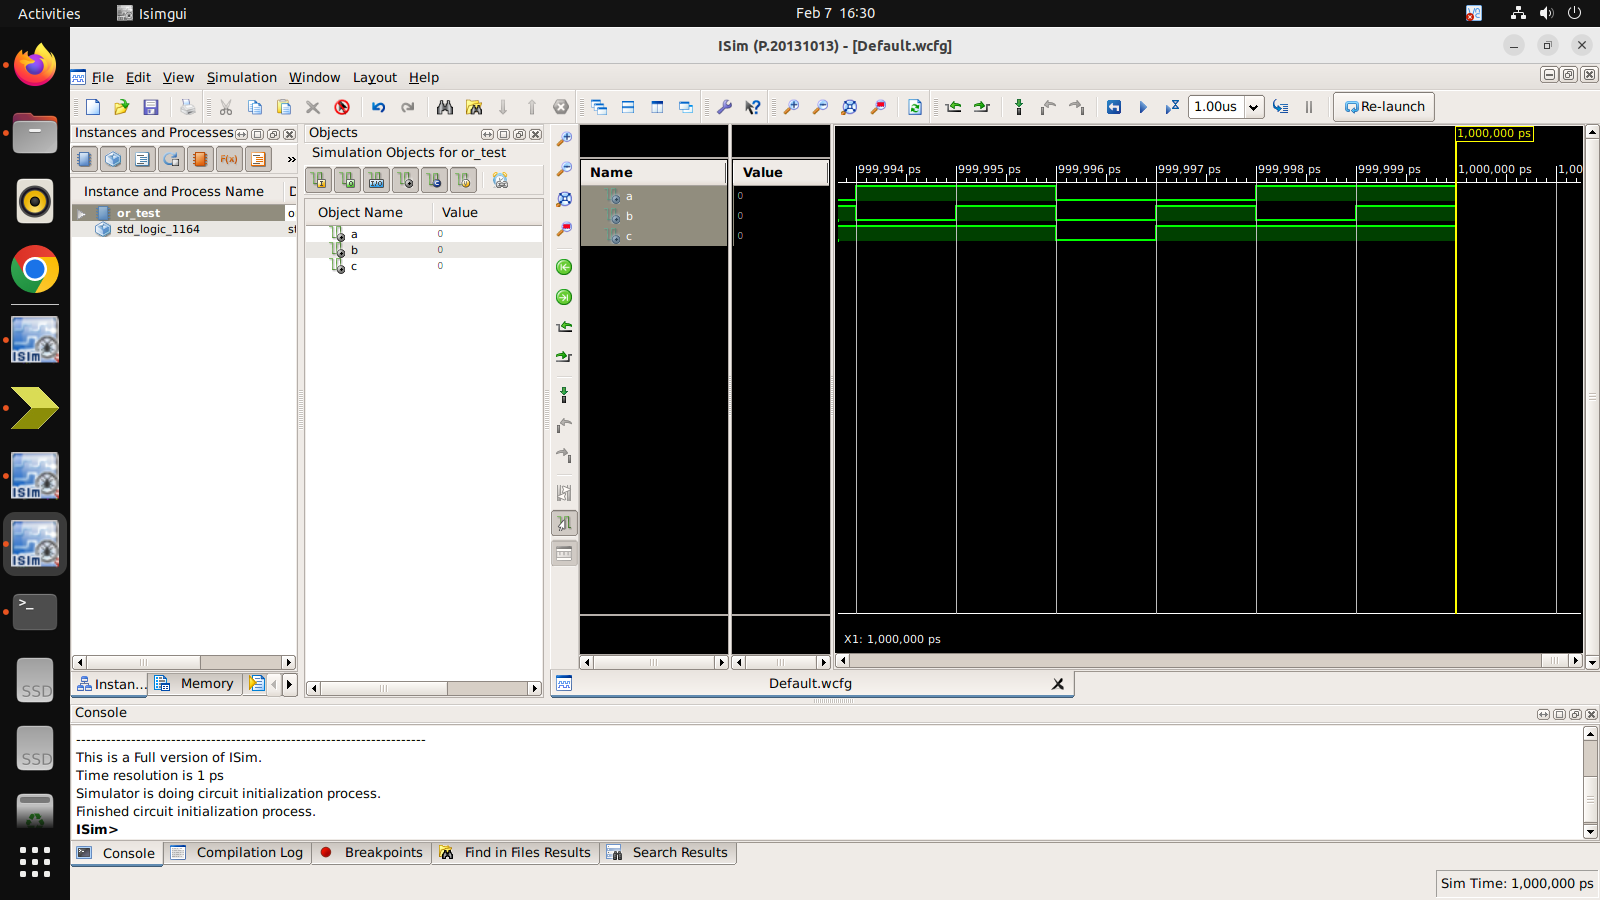 Activities
Isimgui
Feb 7 16:30
ISim (P.20131013) - [Default.wcfg]
File Edit View Simulation Window Layout Help
1.00us
Re-launch
Instances and Processes
Objects
Simulation Objects for or_test
F(x)
»
Instance and Process Name D
or_test o
std_logic_1164 st
Object Name Value
a 0
b 0
c 0
Name Value
a 0
b 0
c 0
1,000,000 ps
999,994 ps 999,995 ps 999,996 ps 999,997 ps 999,998 ps 999,999 ps 1,000,000 ps 1,00
X1: 1,000,000 ps
Instan...
Memory
Default.wcfg
Console
----------------------------------------------------------------------
This is a Full version of ISim.
Time resolution is 1 ps
Simulator is doing circuit initialization process.
Finished circuit initialization process.
ISim>
Console
Compilation Log
Breakpoints
Find in Files Results
Search Results
Sim Time: 1,000,000 ps
ISim
ISim
ISim
>_
SSD
SSD